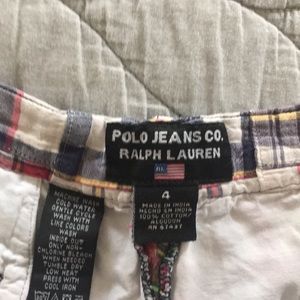 POLO JEANS CO.
RALPH LAUREN
4
MADE IN INDIA
HECHO EN INDIA
100% COTTON/
ALGODON
RN 67437
MACHINE WASH
COLD WATER
GENTLE CYCLE
WASH WITH
LIKE COLORS
WASH
INSIDE OUT
ONLY NON-
CHLORINE BLEACH
WHEN NEEDED
TUMBLE DRY
LOW HEAT
PRESS WITH
COOL IRON